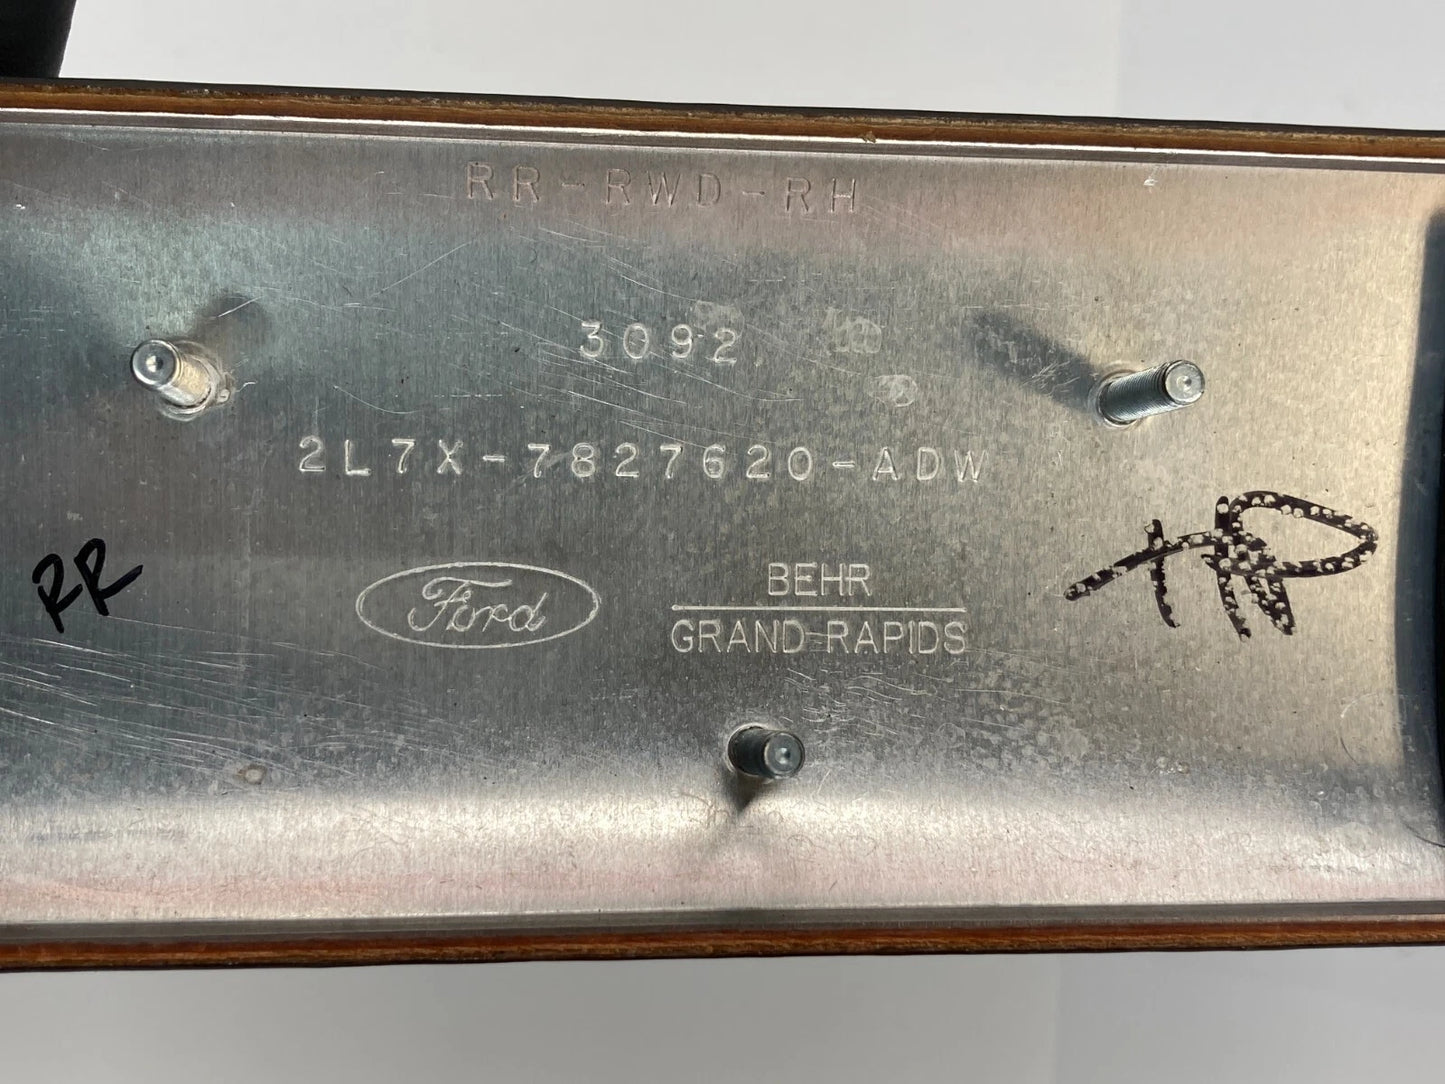 RR-RWD-RH
3092
2L7X-7827620-ADW
RR
Ford
BEHR
GRAND RAPIDS